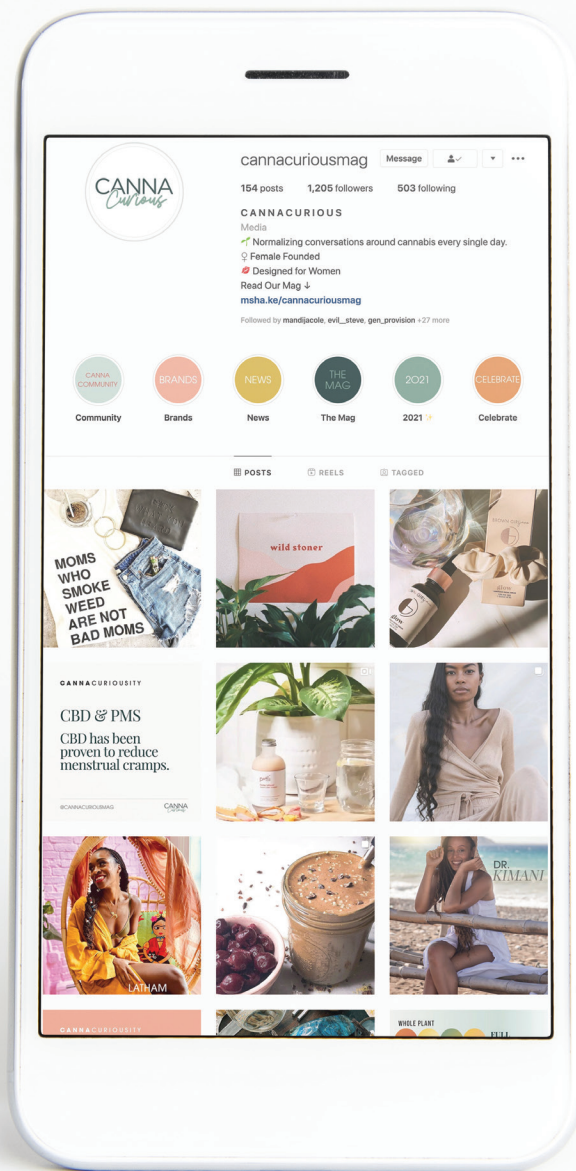 CANNA
Curious
cannacuriousmag
Message
154 posts 1,205 followers 503 following
CANNACURIOUS
Media
Normalizing conversations around cannabis every single day.
Female Founded
Designed for Women
Read Our Mag ↓
msha.ke/cannacuriousmag
Followed by mandijacole, evil__steve, gen_provision +27 more
CANNA
COMMUNITY
BRANDS
NEWS
THE
MAG
2021
CELEBRATE
Community
Brands
News
The Mag
2021
Celebrate
POSTS
REELS
TAGGED
MOMS
WHO
SMOKE
WEED
ARE NOT
BAD MOMS
wild stoner
glow
glow
CANNACURIOUSITY
CBD & PMS
CBD has been
proven to reduce
menstrual cramps.
@CANNACURIOUSMAG
CANNA
Curious
LATHAM
DR.
KIMANI
CANNACURIOUSITY
WHOLE PLANT
FULL